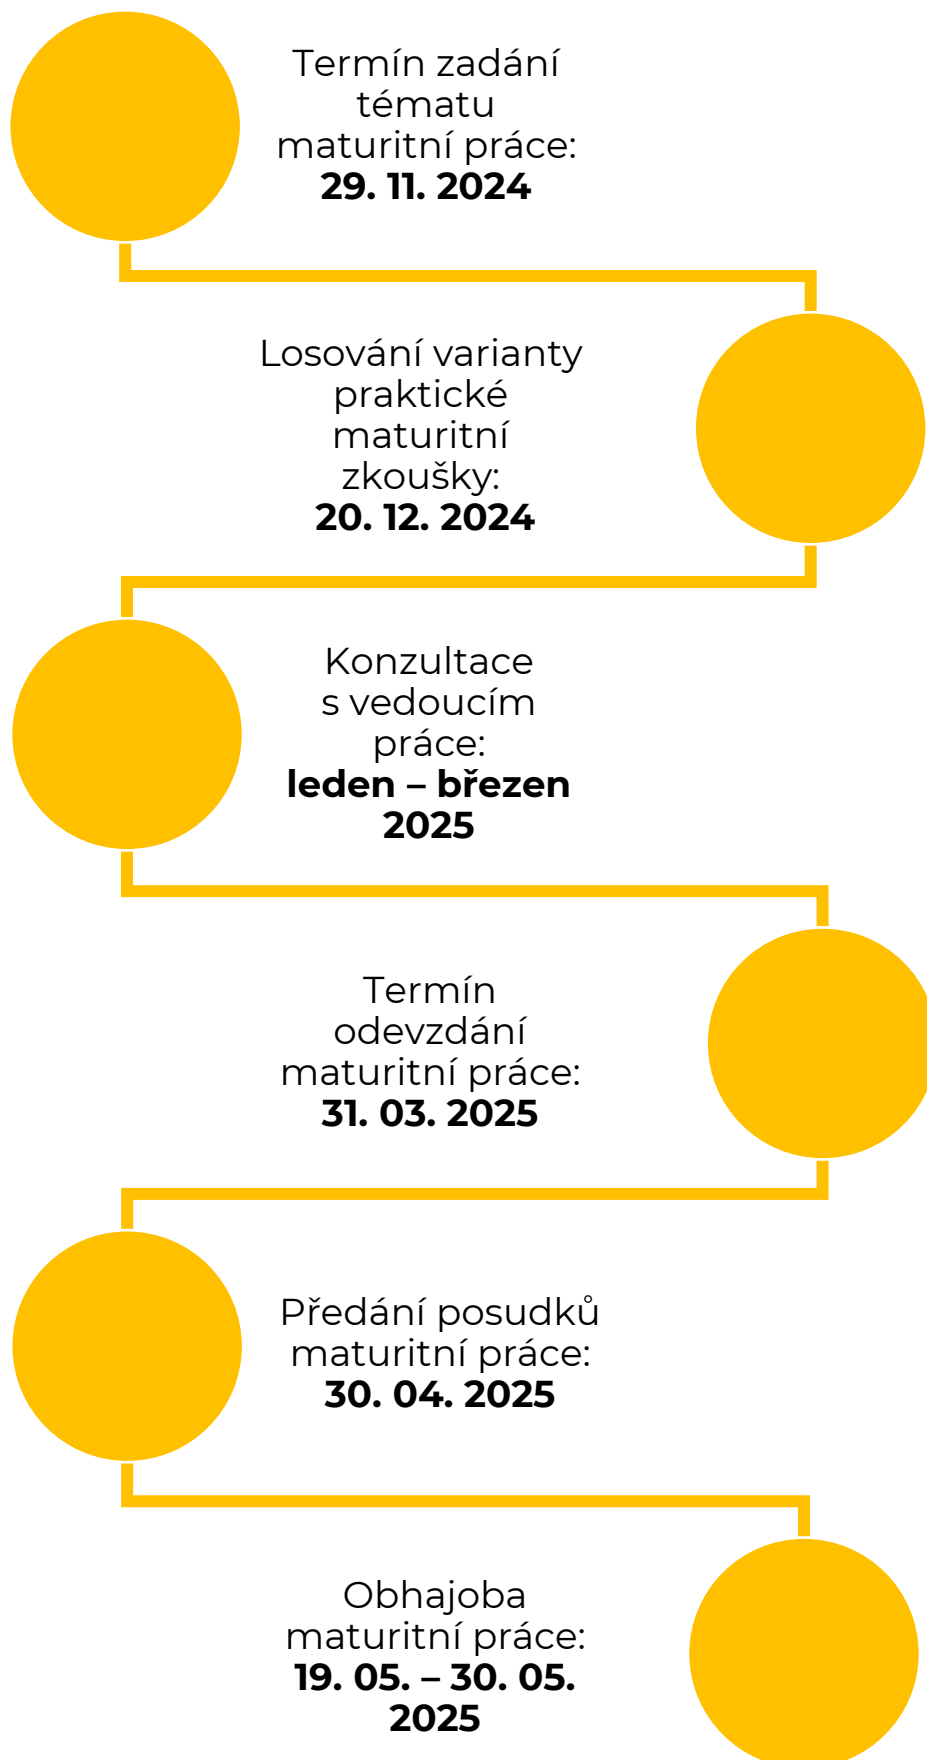 Termín zadání
tématu
maturitní práce:
29. 11. 2024
Losování varianty
praktické
maturitní
zkoušky:
20. 12. 2024
Konzultace
s vedoucím
práce:
leden – březen
2025
Termín
odevzdání
maturitní práce:
31. 03. 2025
Předání posudků
maturitní práce:
30. 04. 2025
Obhajoba
maturitní práce:
19. 05. – 30. 05.
2025